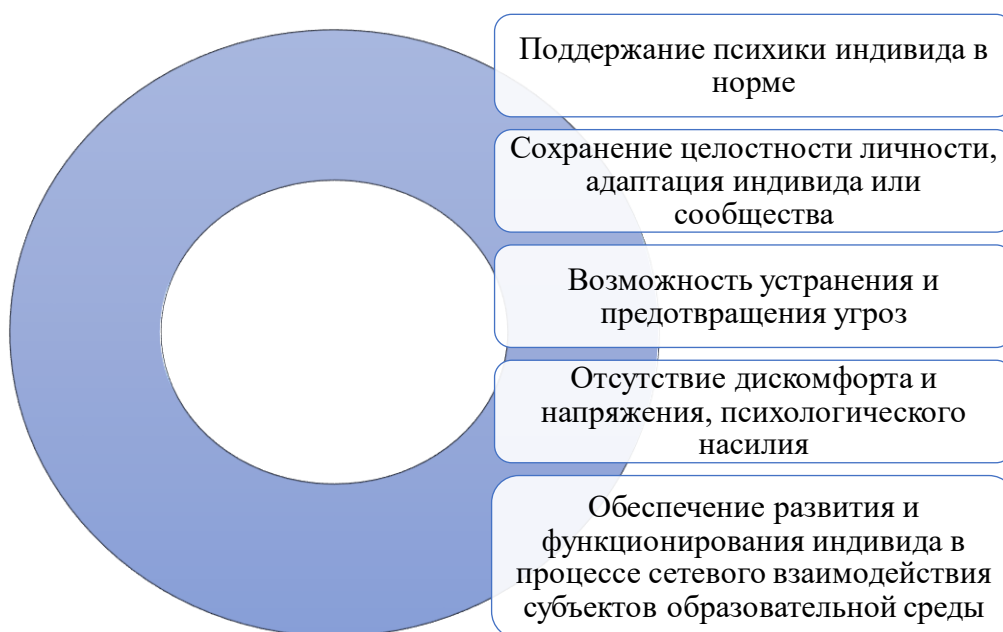 Поддержание психики индивида в
норме
Сохранение целостности личности,
адаптация индивида или
сообщества
Возможность устранения и
предотвращения угроз
Отсутствие дискомфорта и
напряжения, психологического
насилия
Обеспечение развития и
функционирования индивида в
процессе сетевого взаимодействия
субъектов образовательной среды